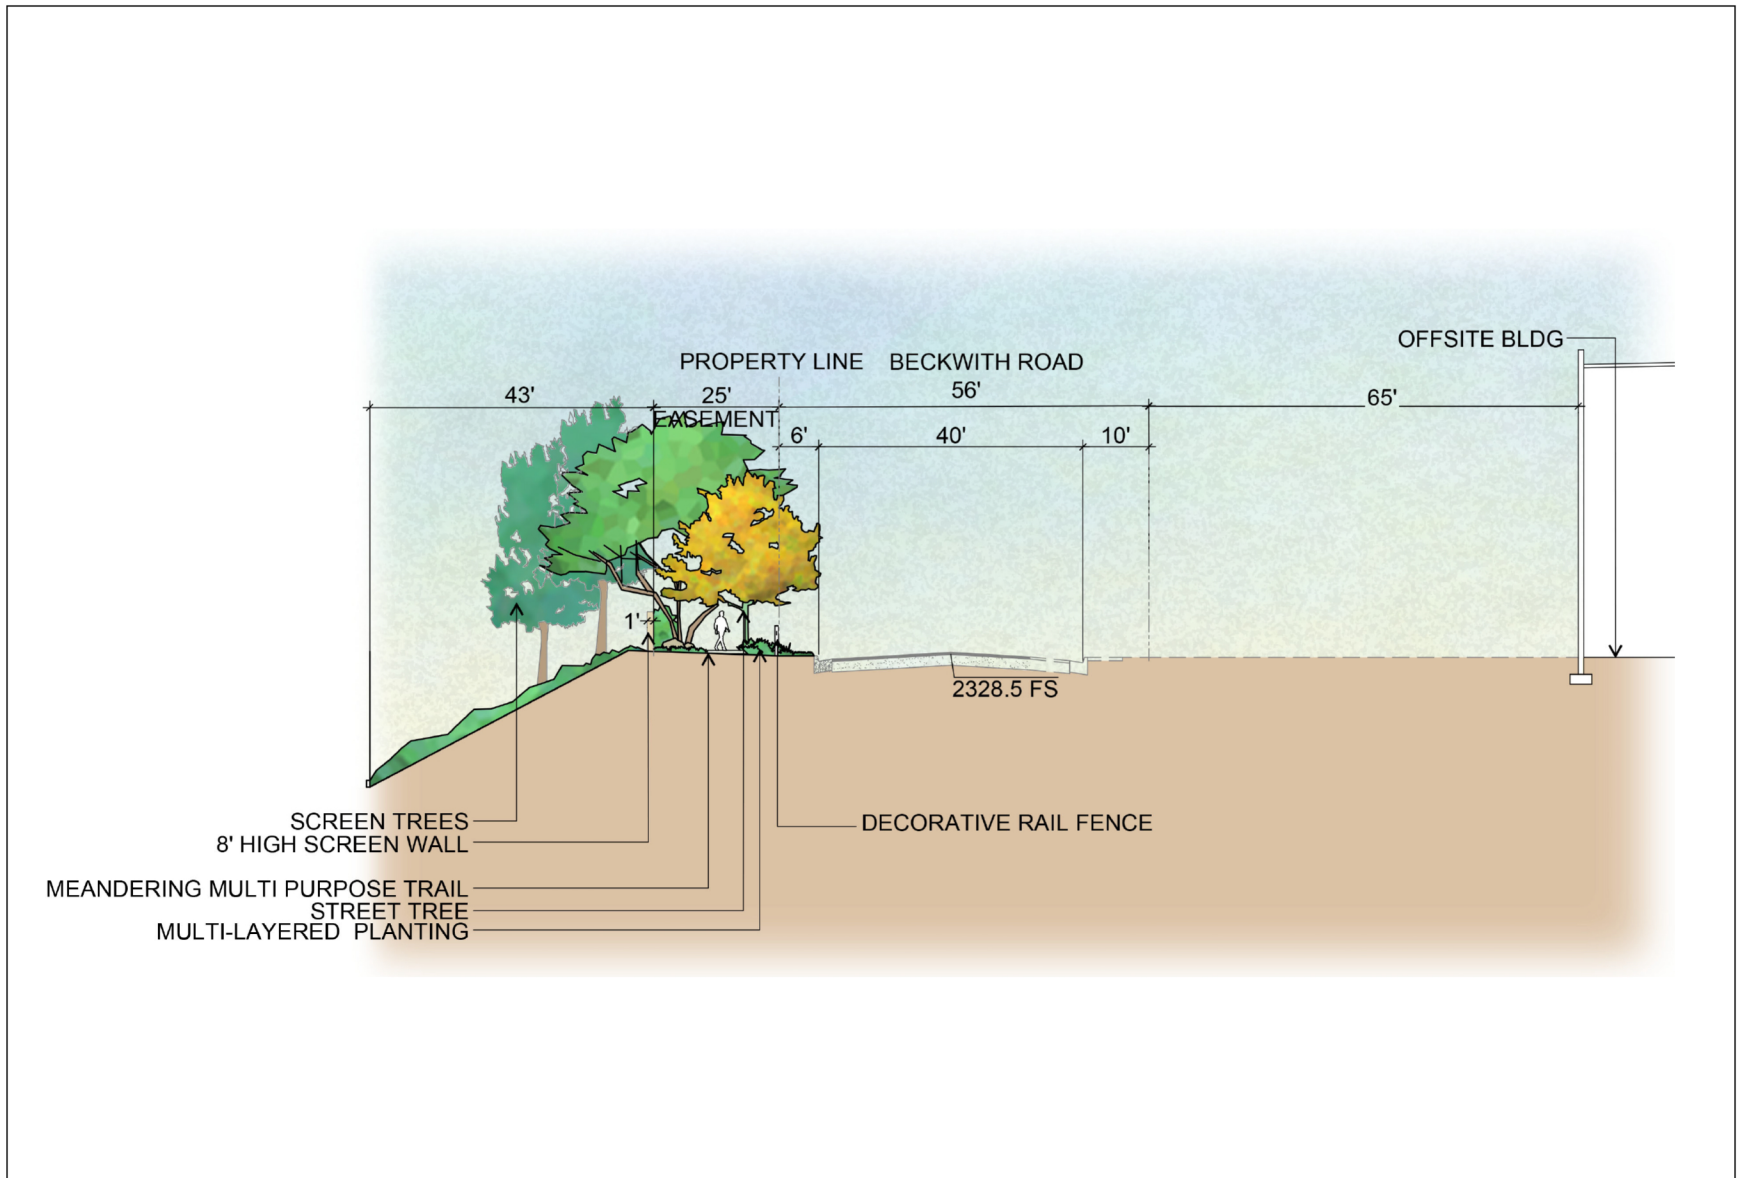 OFFSITE BLDG
PROPERTY LINE BECKWITH ROAD
43' 25' 56' 65'
EASEMENT
6' 40' 10'
1'
2328.5 FS
SCREEN TREES
DECORATIVE RAIL FENCE
8' HIGH SCREEN WALL
MEANDERING MULTI PURPOSE TRAIL
STREET TREE
MULTI-LAYERED PLANTING